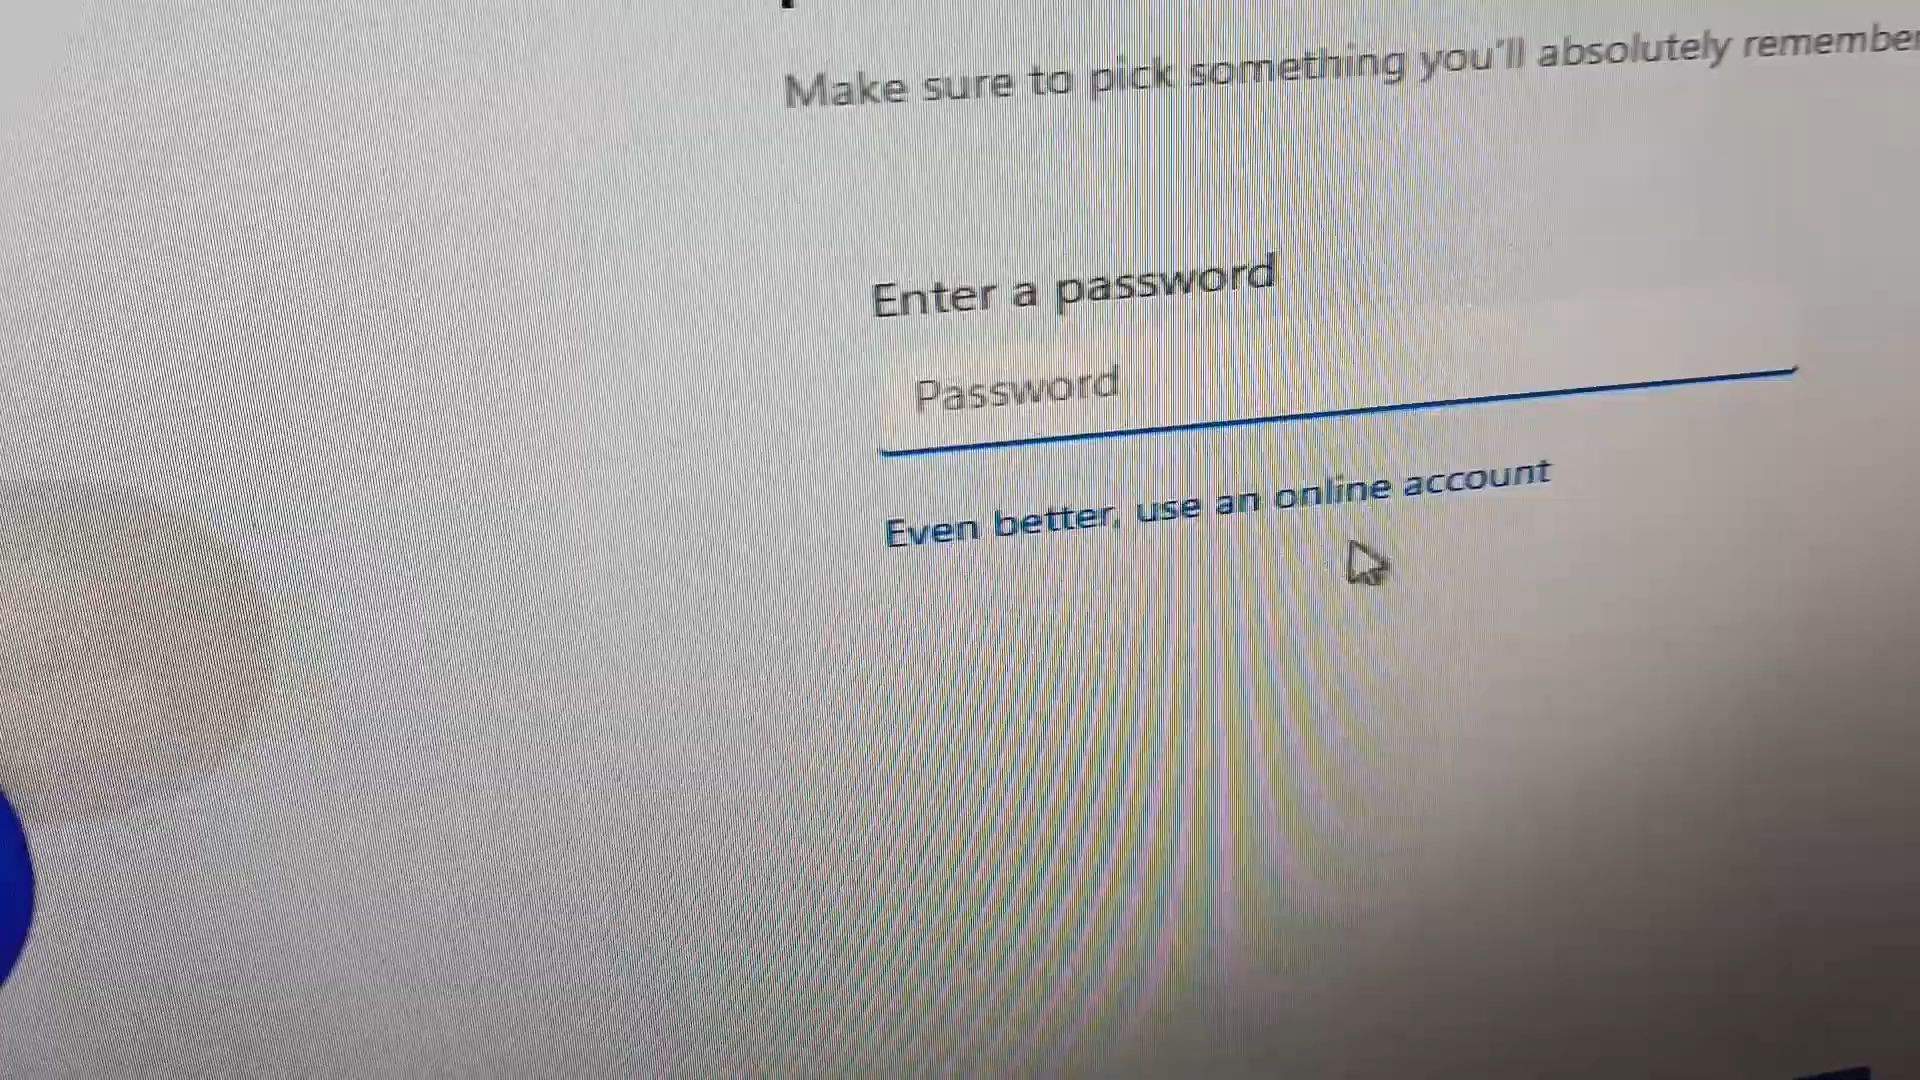 Make sure to pick something you'll absolutely remember
Enter a password
Password
Even better, use an online account